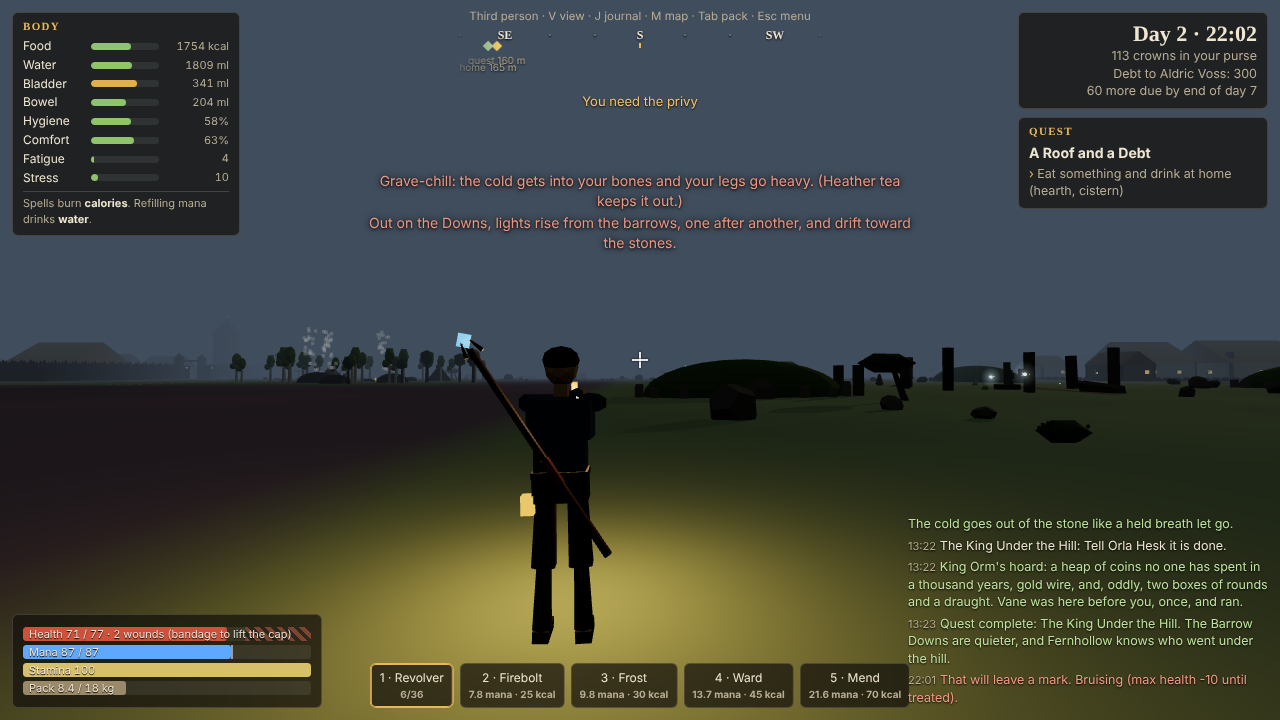 Third person · V view · J journal · M map · Tab pack · Esc menu
SE
S
SW
quest 160 m
home 165 m
You need the privy
BODY
Food 1754 kcal
Water 1809 ml
Bladder 341 ml
Bowel 204 ml
Hygiene 58%
Comfort 63%
Fatigue 4
Stress 10
Spells burn calories. Refilling mana
drinks water.
Day 2 · 22:02
113 crowns in your purse
Debt to Aldric Voss: 300
60 more due by end of day 7
QUEST
A Roof and a Debt
› Eat something and drink at home
(hearth, cistern)
Grave-chill: the cold gets into your bones and your legs go heavy. (Heather tea
keeps it out.)
Out on the Downs, lights rise from the barrows, one after another, and drift toward
the stones.
The cold goes out of the stone like a held breath let go.
13:22 The King Under the Hill: Tell Orla Hesk it is done.
13:22 King Orm's hoard: a heap of coins no one has spent in
a thousand years, gold wire, and, oddly, two boxes of rounds
and a draught. Vane was here before you, once, and ran.
13:23 Quest complete: The King Under the Hill. The Barrow
Downs are quieter, and Fernhollow knows who went under
the hill.
22:01 That will leave a mark. Bruising (max health -10 until
treated).
Health 71 / 77 · 2 wounds (bandage to lift the cap)
Mana 87 / 87
Stamina 100
Pack 8.4 / 18 kg
1 · Revolver
6/36
2 · Firebolt
7.8 mana · 25 kcal
3 · Frost
9.8 mana · 30 kcal
4 · Ward
13.7 mana · 45 kcal
5 · Mend
21.6 mana · 70 kcal